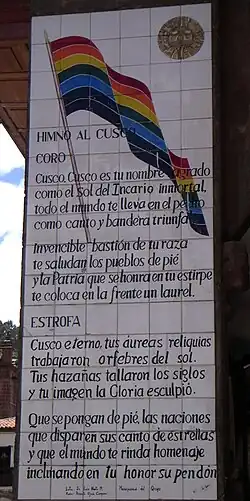 HIMNO AL CUSCO
CORO
Cusco, Cusco es tu nombre sagrado
como el sol del Incario inmortal,
todo el mundo te lleva en el pecho
como canto y bandera triunfal
Invencible bastión de tu raza
te saludan los pueblos de pié
y la Patria que se honra en tu estirpe
te coloca en la frente un laurel.
ESTROFA
Cusco eterno, tus áureas reliquias
trabajaron orfebres del sol.
Tus hazañas tallaron los siglos
y tu imagen la Gloria esculpió.
Que se pongan de pié, las naciones
que disparen sus canto de estrellas
y que el mundo te rinda homenaje
inclinando en tu honor su pendón